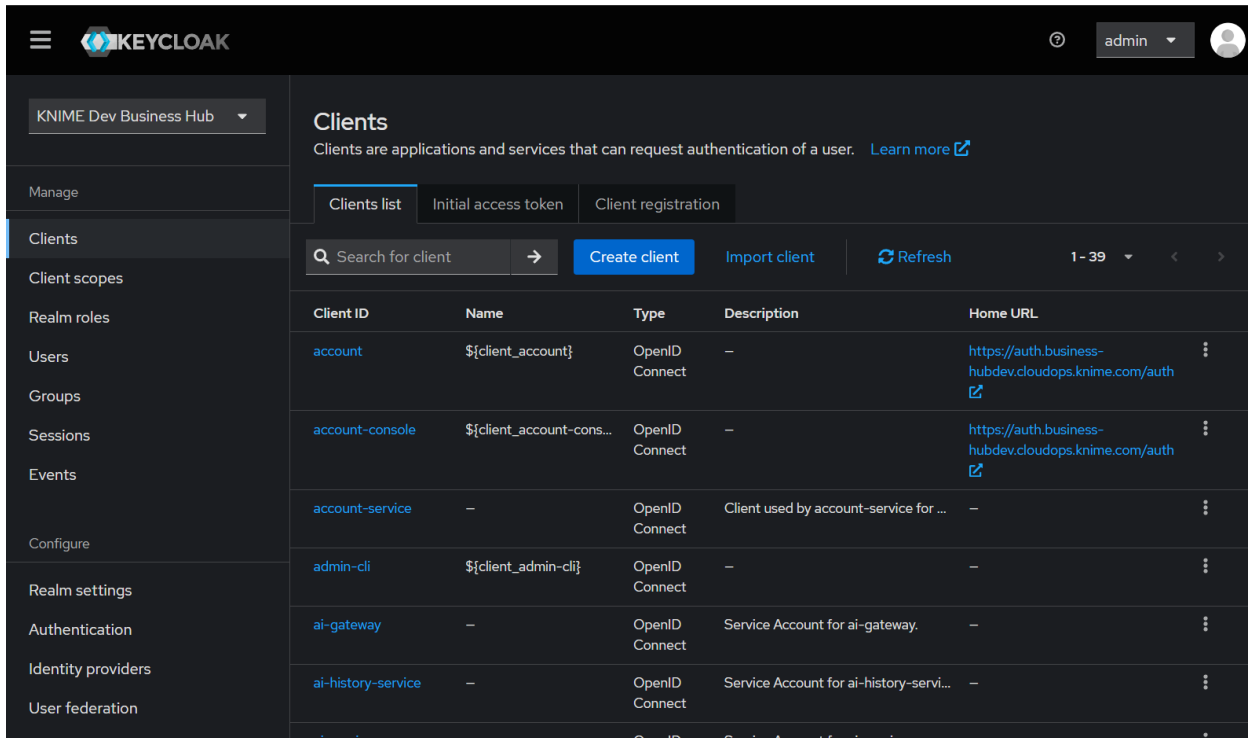 KEYCLOAK
admin
KNIME Dev Business Hub
Manage
Clients
Client scopes
Realm roles
Users
Groups
Sessions
Events
Configure
Realm settings
Authentication
Identity providers
User federation
Clients
Clients are applications and services that can request authentication of a user. Learn more
Clients list Initial access token Client registration
Search for client Create client Import client Refresh 1 - 39
Client ID Name Type Description Home URL
account ${client_account} OpenID Connect – https://auth.business-
hubdev.cloudops.knime.com/auth
account-console ${client_account-cons... OpenID Connect – https://auth.business-
hubdev.cloudops.knime.com/auth
account-service – OpenID Connect Client used by account-service for ... –
admin-cli ${client_admin-cli} OpenID Connect – –
ai-gateway – OpenID Connect Service Account for ai-gateway. –
ai-history-service – OpenID Connect Service Account for ai-history-servi... –